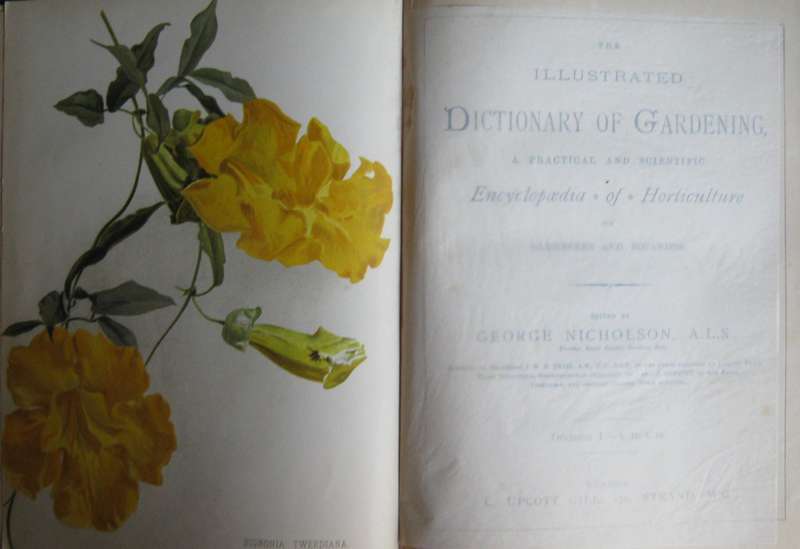 BIGNONIA TWEEDIANA
THE
ILLUSTRATED
DICTIONARY OF GARDENING,
A PRACTICAL AND SCIENTIFIC
Encyclopædia • of • Horticulture
FOR
GARDENERS AND BOTANISTS.
EDITED BY
GEORGE NICHOLSON, A.L.S.
DIVISION I.
LONDON:
L. UPCOTT GILL, 170, STRAND, W.C.